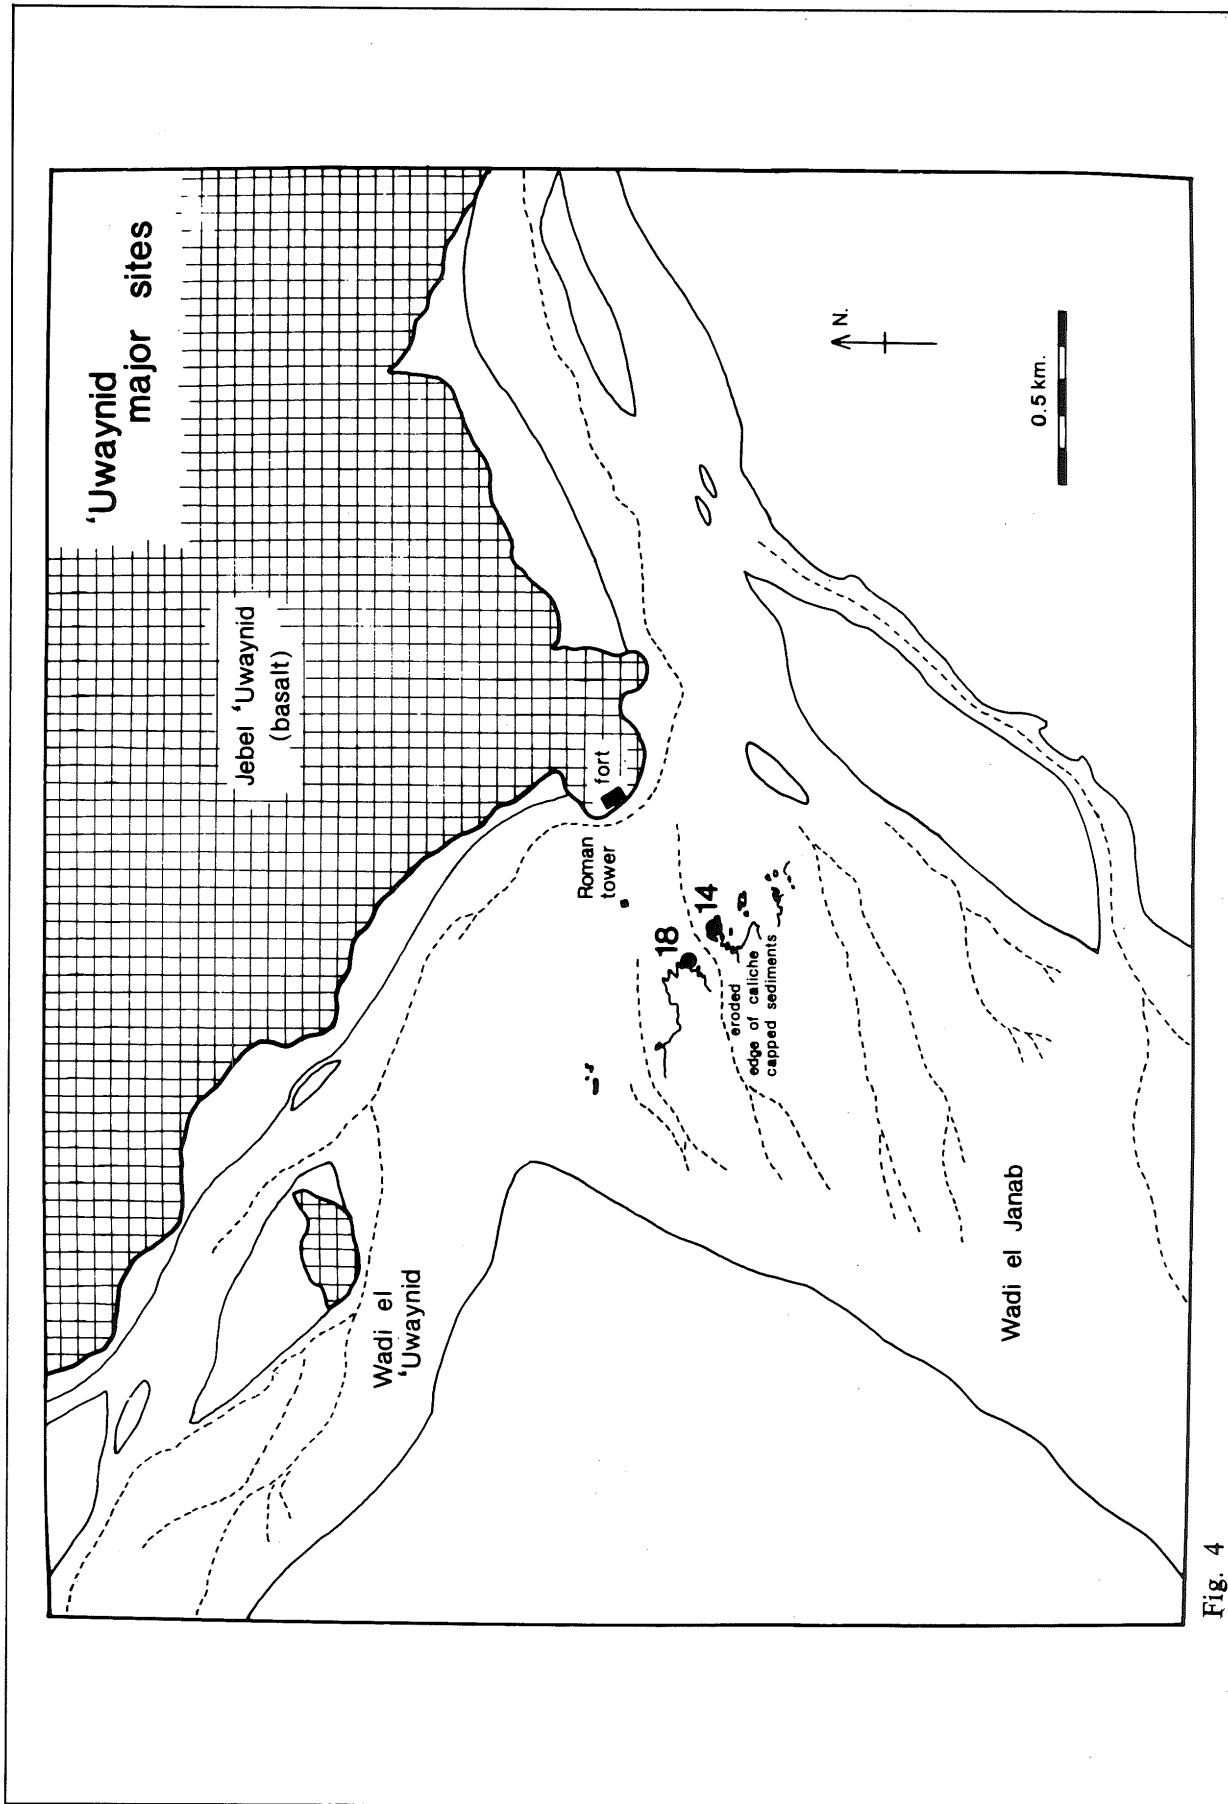 ‘Uwaynid
major sites
Jebel ‘Uwaynid
(basalt)
fort
Roman
tower
18
14
eroded
edge of caliche
capped sediments
Wadi el
‘Uwaynid
Wadi el Janab
N.
0.5 km.
Fig. 4